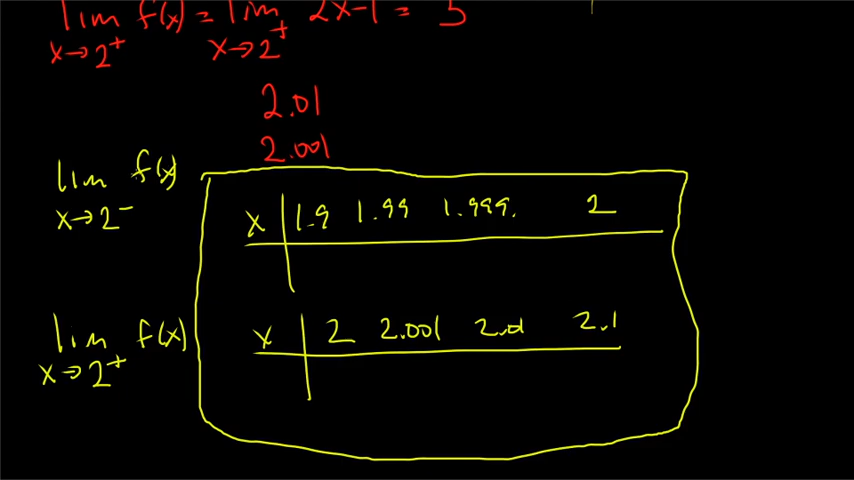 lim f(x) = lim 2x-1 = 3
x→2⁺ x→2⁺
2.01
2.001
lim f(x)
x→2⁻
x | 1.9 1.99 1.999. 2
lim f(x)
x→2⁺
x | 2 2.001 2.01 2.1